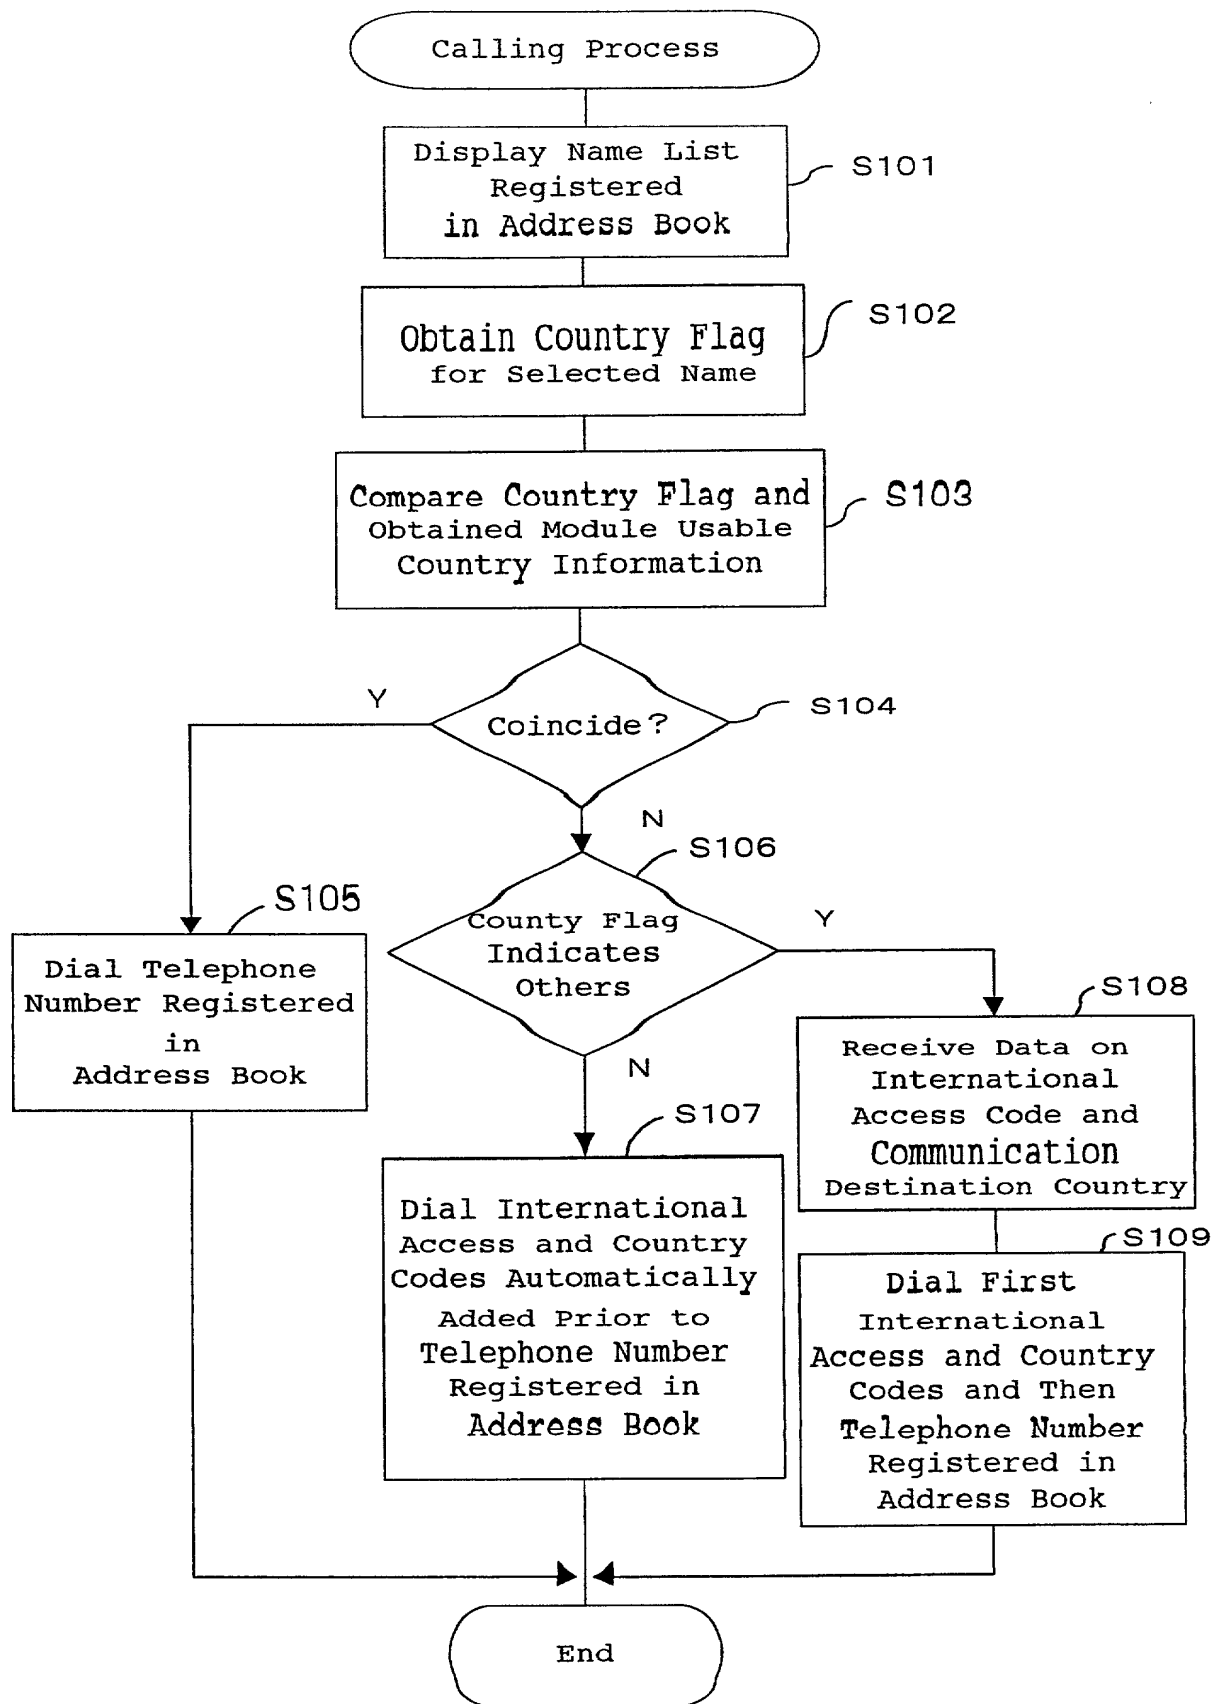 Calling Process
Display Name List
Registered
in Address Book
S101
Obtain Country Flag
for Selected Name
S102
Compare Country Flag and
Obtained Module Usable
Country Information
S103
Coincide?
S104
Y
N
S106
County Flag
Indicates
Others
Y
N
S105
Dial Telephone
Number Registered
in
Address Book
S107
Dial International
Access and Country
Codes Automatically
Added Prior to
Telephone Number
Registered in
Address Book
S108
Receive Data on
International
Access Code and
Communication
Destination Country
S109
Dial First
International
Access and Country
Codes and Then
Telephone Number
Registered in
Address Book
End